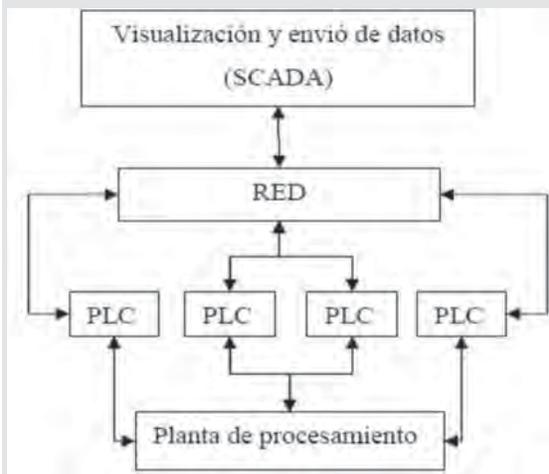 Visualización y envió de datos
(SCADA)
RED
PLC PLC PLC PLC
Planta de procesamiento